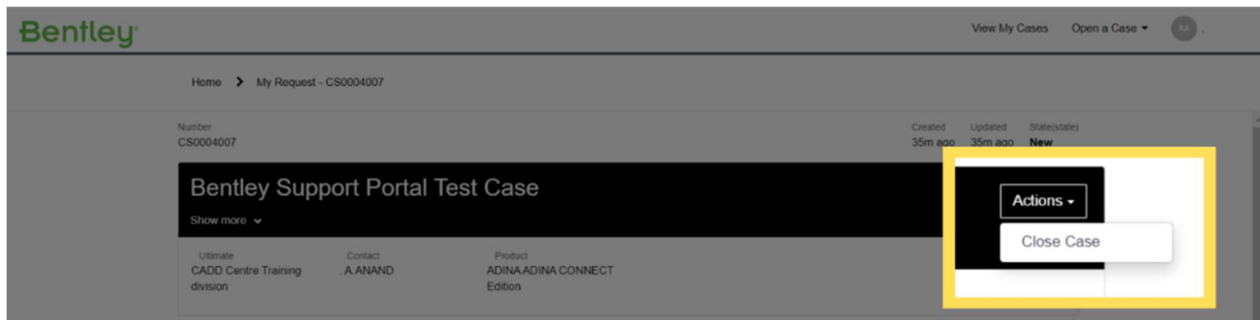 Bentley
View My Cases Open a Case
AA
Home My Request - CS0004007
Number
CS0004007
Created Updated State(state)
35m ago 35m ago New
Bentley Support Portal Test Case
Show more
Actions
Close Case
Ultimate Contact Product
CADD Centre Training . A.ANAND ADINA ADINA CONNECT
division Edition